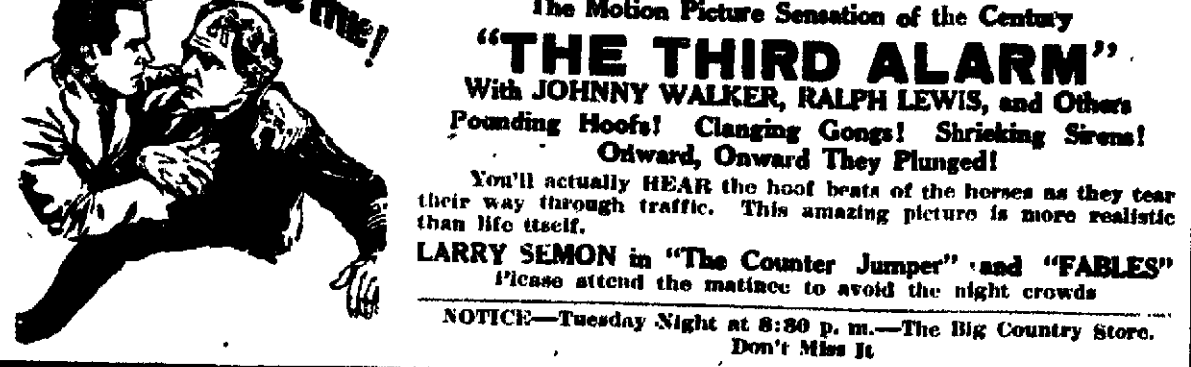 ME!
The Motion Picture Sensation of the Century
“THE THIRD ALARM”
With JOHNNY WALKER, RALPH LEWIS, and Others
Pounding Hoofs! Clanging Gongs! Shrieking Sirens!
Onward, Onward They Plunged!
You'll actually HEAR the hoof beats of the horses as they tear
their way through traffic. This amazing picture is more realistic
than life itself.
LARRY SEMON in “The Counter Jumper” and “FABLES”
Please attend the matinee to avoid the night crowds
NOTICE—Tuesday Night at 8:30 p. m.—The Big Country Store.
Don't Miss It